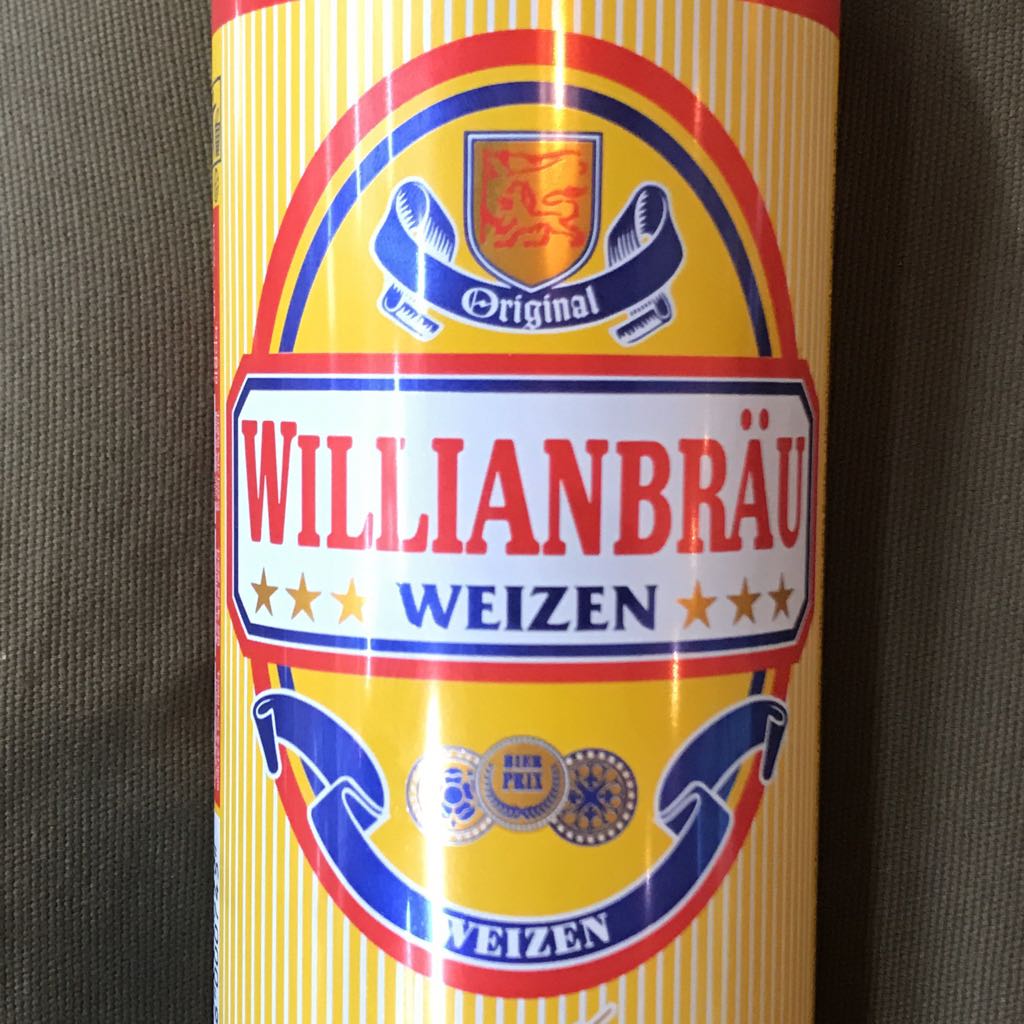 Original
WILLIANBRÄU
WEIZEN
BIER
PRIX
WEIZEN